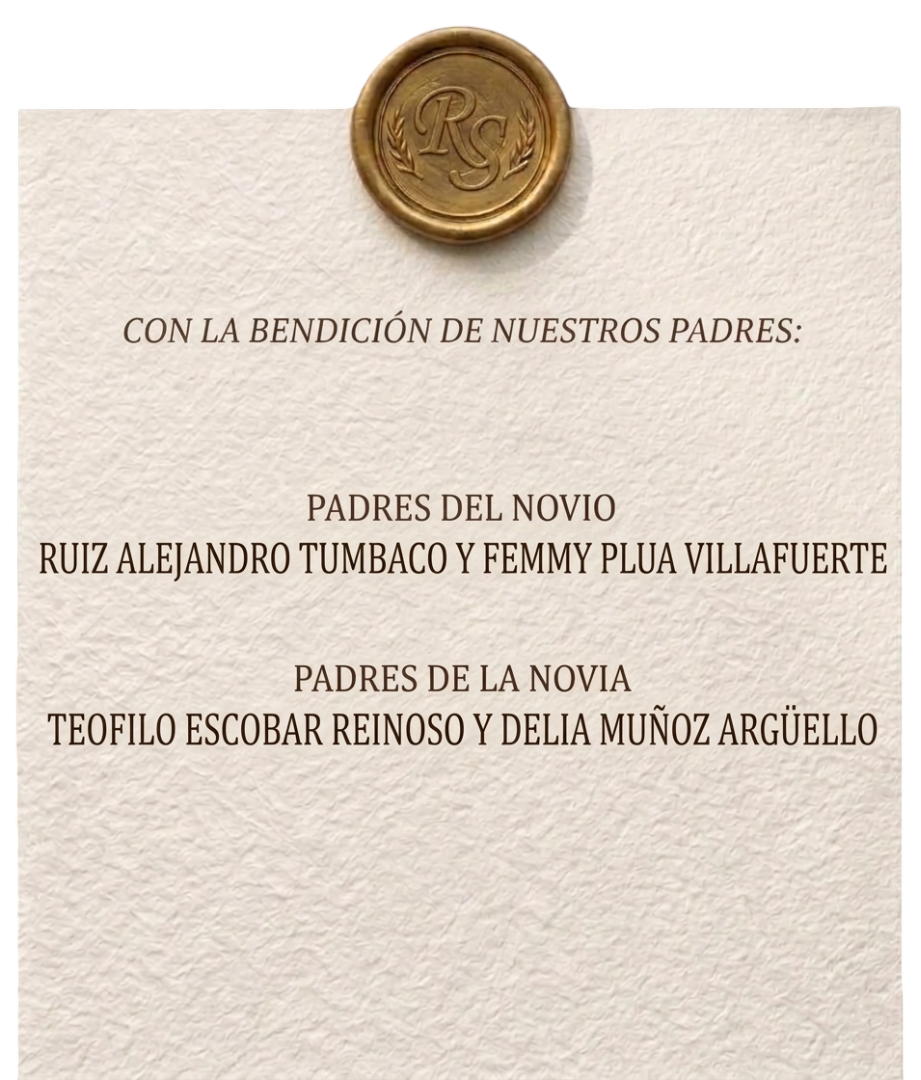 RS
CON LA BENDICIÓN DE NUESTROS PADRES:
PADRES DEL NOVIO
RUIZ ALEJANDRO TUMBACO Y FEMMY PLUA VILLAFUERTE
PADRES DE LA NOVIA
TEOFILO ESCOBAR REINOSO Y DELIA MUÑOZ ARGÜELLO